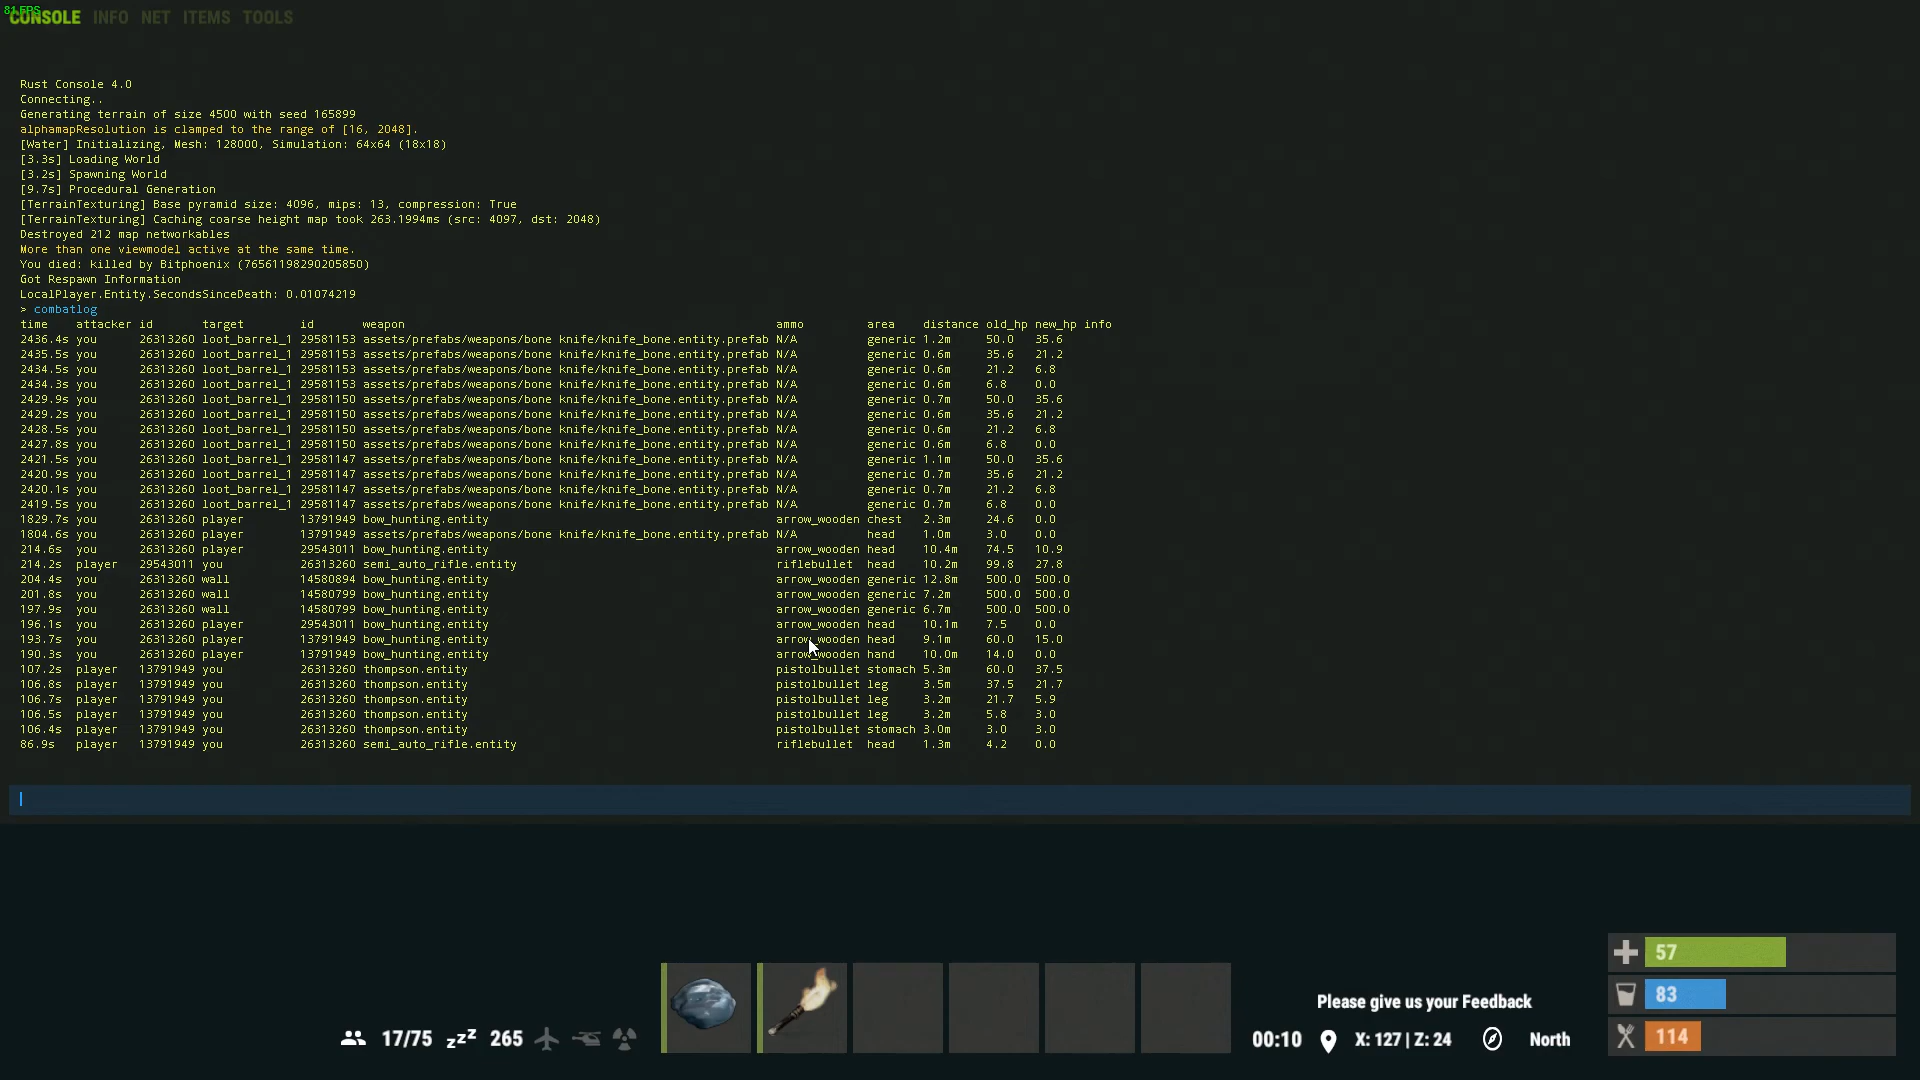 81 FPS
CONSOLE INFO NET ITEMS TOOLS
Rust Console 4.0
Connecting..
Generating terrain of size 4500 with seed 165899
alphamapResolution is clamped to the range of [16, 2048].
[Water] Initializing, Mesh: 128000, Simulation: 64x64 (18x18)
[3.3s] Loading World
[3.2s] Spawning World
[9.7s] Procedural Generation
[TerrainTexturing] Base pyramid size: 4096, mips: 13, compression: True
[TerrainTexturing] Caching coarse height map took 263.1994ms (src: 4097, dst: 2048)
Destroyed 212 map networkables
More than one viewmodel active at the same time.
You died: killed by Bitphoenix (76561198290205850)
Got Respawn Information
LocalPlayer.Entity.SecondsSinceDeath: 0.01074219
> combatlog
time attacker id target id weapon ammo area distance old_hp new_hp info
2436.4s you 26313260 loot_barrel_1 29581153 assets/prefabs/weapons/bone knife/knife_bone.entity.prefab N/A generic 1.2m 50.0 35.6
2435.5s you 26313260 loot_barrel_1 29581153 assets/prefabs/weapons/bone knife/knife_bone.entity.prefab N/A generic 0.6m 35.6 21.2
2434.5s you 26313260 loot_barrel_1 29581153 assets/prefabs/weapons/bone knife/knife_bone.entity.prefab N/A generic 0.6m 21.2 6.8
2434.3s you 26313260 loot_barrel_1 29581153 assets/prefabs/weapons/bone knife/knife_bone.entity.prefab N/A generic 0.6m 6.8 0.0
2429.9s you 26313260 loot_barrel_1 29581150 assets/prefabs/weapons/bone knife/knife_bone.entity.prefab N/A generic 0.7m 50.0 35.6
2429.2s you 26313260 loot_barrel_1 29581150 assets/prefabs/weapons/bone knife/knife_bone.entity.prefab N/A generic 0.6m 35.6 21.2
2428.5s you 26313260 loot_barrel_1 29581150 assets/prefabs/weapons/bone knife/knife_bone.entity.prefab N/A generic 0.6m 21.2 6.8
2427.8s you 26313260 loot_barrel_1 29581150 assets/prefabs/weapons/bone knife/knife_bone.entity.prefab N/A generic 0.6m 6.8 0.0
2421.5s you 26313260 loot_barrel_1 29581147 assets/prefabs/weapons/bone knife/knife_bone.entity.prefab N/A generic 1.1m 50.0 35.6
2420.9s you 26313260 loot_barrel_1 29581147 assets/prefabs/weapons/bone knife/knife_bone.entity.prefab N/A generic 0.7m 35.6 21.2
2420.1s you 26313260 loot_barrel_1 29581147 assets/prefabs/weapons/bone knife/knife_bone.entity.prefab N/A generic 0.7m 21.2 6.8
2419.5s you 26313260 loot_barrel_1 29581147 assets/prefabs/weapons/bone knife/knife_bone.entity.prefab N/A generic 0.7m 6.8 0.0
1829.7s you 26313260 player 13791949 bow_hunting.entity arrow_wooden chest 2.3m 24.6 0.0
1804.6s you 26313260 player 13791949 assets/prefabs/weapons/bone knife/knife_bone.entity.prefab N/A head 1.0m 3.0 0.0
214.6s you 26313260 player 29543011 bow_hunting.entity arrow_wooden head 10.4m 74.5 10.9
214.2s player 29543011 you 26313260 semi_auto_rifle.entity riflebullet head 10.2m 99.8 27.8
204.4s you 26313260 wall 14580894 bow_hunting.entity arrow_wooden generic 12.8m 500.0 500.0
201.8s you 26313260 wall 14580799 bow_hunting.entity arrow_wooden generic 7.2m 500.0 500.0
197.9s you 26313260 wall 14580799 bow_hunting.entity arrow_wooden generic 6.7m 500.0 500.0
196.1s you 26313260 player 29543011 bow_hunting.entity arrow_wooden head 10.1m 7.5 0.0
193.7s you 26313260 player 13791949 bow_hunting.entity arrow_wooden head 9.1m 60.0 15.0
190.3s you 26313260 player 13791949 bow_hunting.entity arrow_wooden hand 10.0m 14.0 0.0
107.2s player 13791949 you 26313260 thompson.entity pistolbullet stomach 5.3m 60.0 37.5
106.8s player 13791949 you 26313260 thompson.entity pistolbullet leg 3.5m 37.5 21.7
106.7s player 13791949 you 26313260 thompson.entity pistolbullet leg 3.2m 21.7 5.9
106.5s player 13791949 you 26313260 thompson.entity pistolbullet leg 3.2m 5.8 3.0
106.4s player 13791949 you 26313260 thompson.entity pistolbullet stomach 3.0m 3.0 3.0
86.9s player 13791949 you 26313260 semi_auto_rifle.entity riflebullet head 1.3m 4.2 0.0
57
83
114
Please give us your Feedback
17/75 zzZ 265
00:10 X: 127 | Z: 24 North